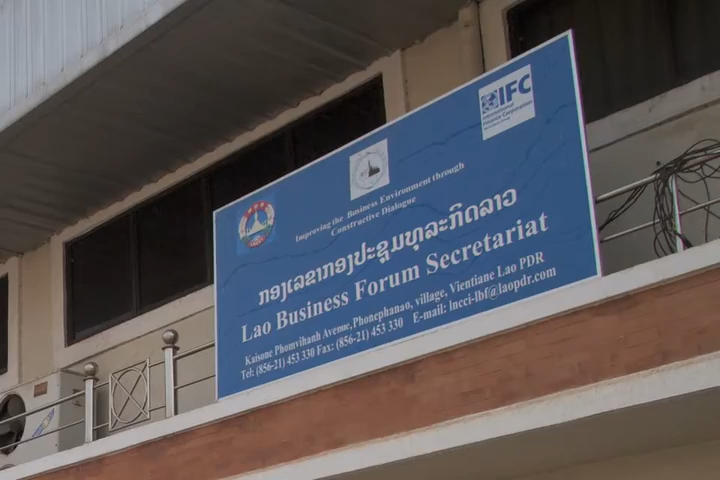 IFC
International
Finance Corporation
Improving the Business Environment through
Constructive Dialogue
ກອງເລຂາກອງປະຊຸມທຸລະກິດລາວ
Lao Business Forum Secretariat
Kaisone Phomvihanh Avenue, Phonephanao, village, Vientiane Lao PDR
Tel: (856-21) 453 330 Fax: (856-21) 453 330 E-mail: lncci-lbf@laopdr.com